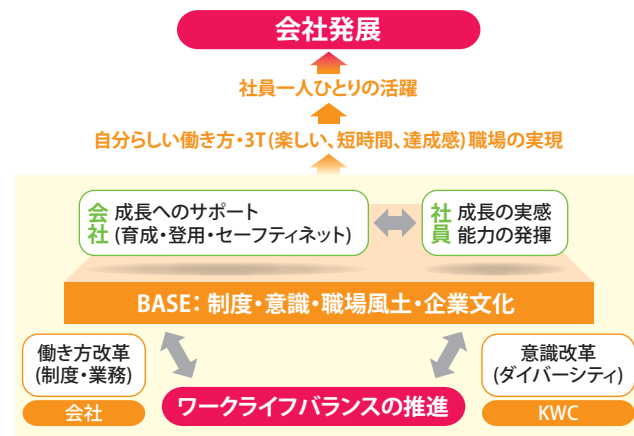 会社発展
社員一人ひとりの活躍
自分らしい働き方・3T(楽しい、短時間、達成感)職場の実現
会社
成長へのサポート
(育成・登用・セーフティネット)
社員
成長の実感
能力の発揮
BASE：制度・意識・職場風土・企業文化
働き方改革
(制度・業務)
会社
ワークライフバランスの推進
意識改革
(ダイバーシティ)
KWC